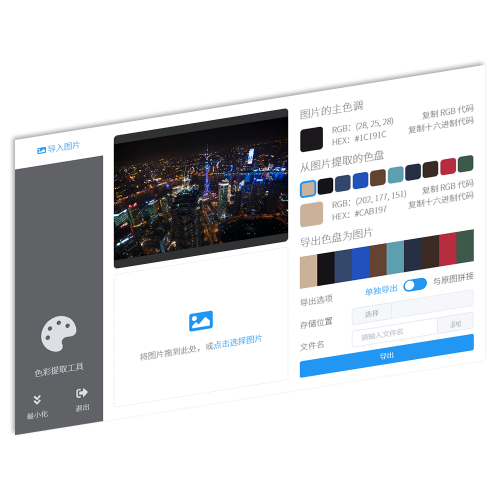 导入图片
色彩提取工具
最小化
退出
将图片拖到此处，或点击选择图片
图片的主色调
RGB：(28, 25, 28)
HEX：#1C191C
复制 RGB 代码
复制十六进制代码
从图片提取的色盘
RGB：(202, 177, 151)
HEX：#CAB197
复制 RGB 代码
复制十六进制代码
导出色盘为图片
导出选项
单独导出
与原图拼接
存储位置
选择
文件名
请输入文件名
.jpg
导出